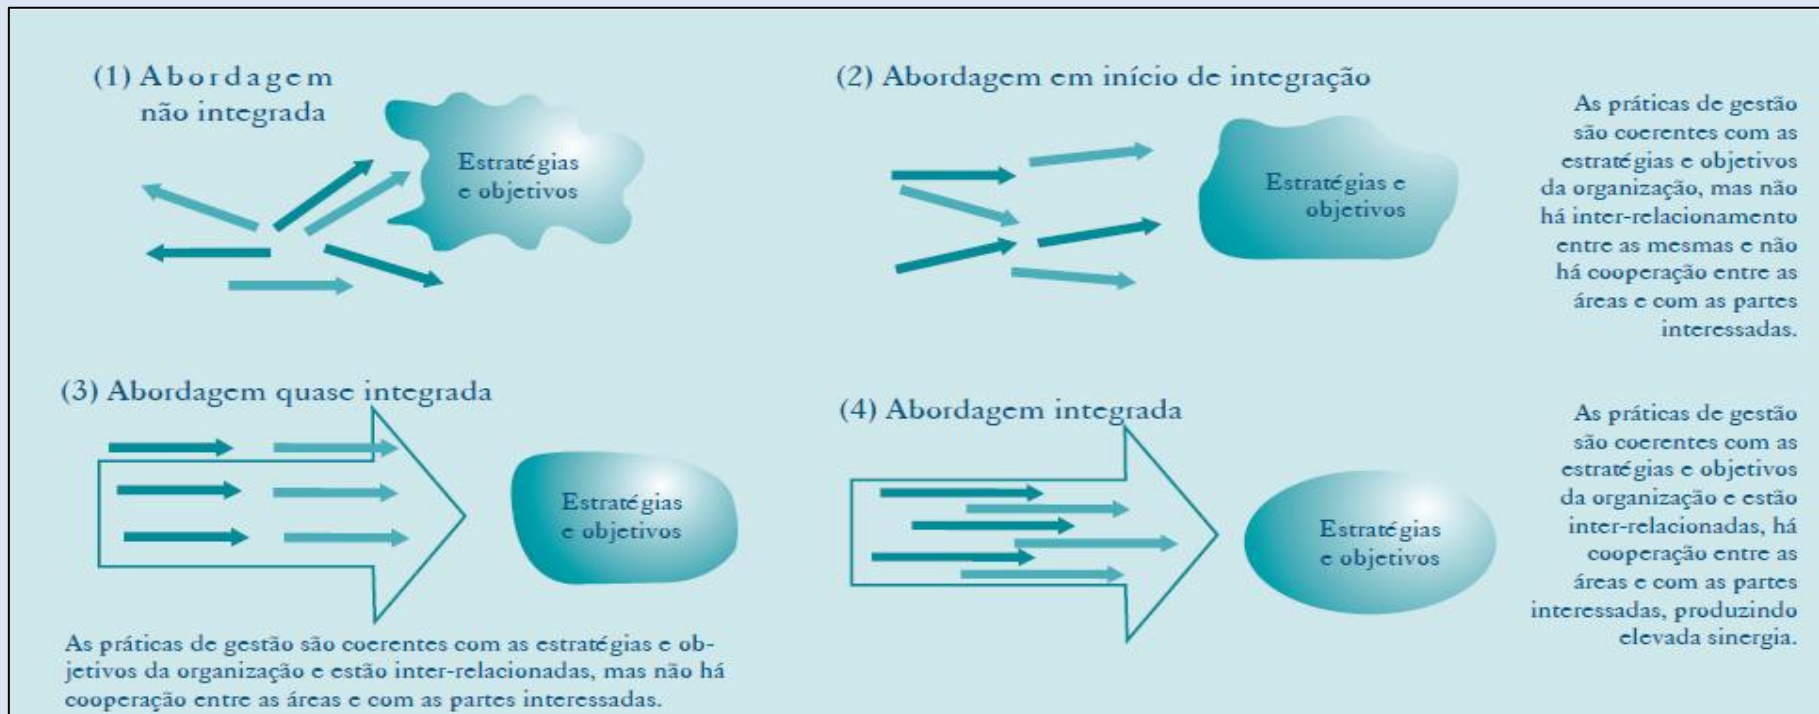 (1) Abordagem
não integrada
Estratégias
e objetivos
(2) Abordagem em início de integração
Estratégias e
objetivos
As práticas de gestão
são coerentes com as
estratégias e objetivos
da organização, mas não
há inter-relacionamento
entre as mesmas e não
há cooperação entre as
áreas e com as partes
interessadas.
(3) Abordagem quase integrada
Estratégias
e objetivos
As práticas de gestão são coerentes com as estratégias e ob-
jetivos da organização e estão inter-relacionadas, mas não há
cooperação entre as áreas e com as partes interessadas.
(4) Abordagem integrada
Estratégias
e objetivos
As práticas de gestão
são coerentes com as
estratégias e objetivos
da organização e estão
inter-relacionadas, há
cooperação entre as
áreas e com as partes
interessadas, produzindo
elevada sinergia.